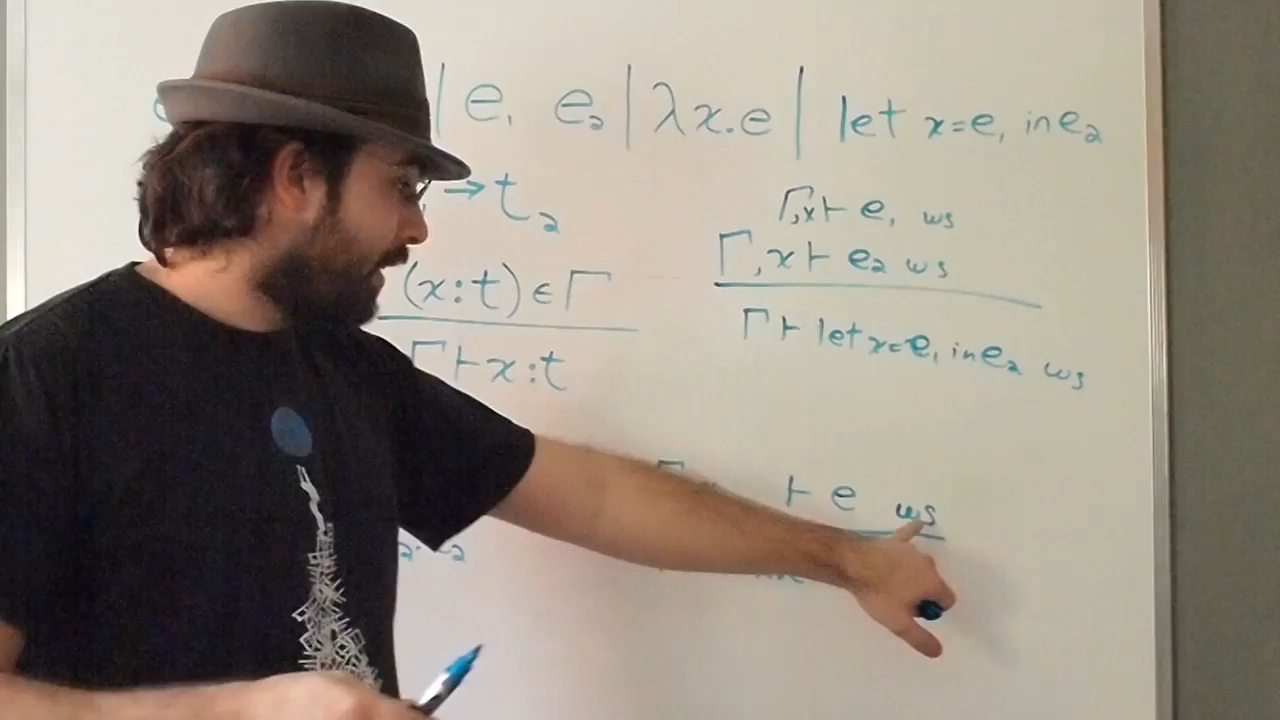 | e₁ e₂ | λx.e | let x=e₁ in e₂
→ t₂
Γ,x ⊢ e₁ ws
Γ,x ⊢ e₂ ws
(x:t) ∈ Γ
Γ ⊢ x:t
Γ ⊢ let x=e₁ in e₂ ws
⊢ e ws